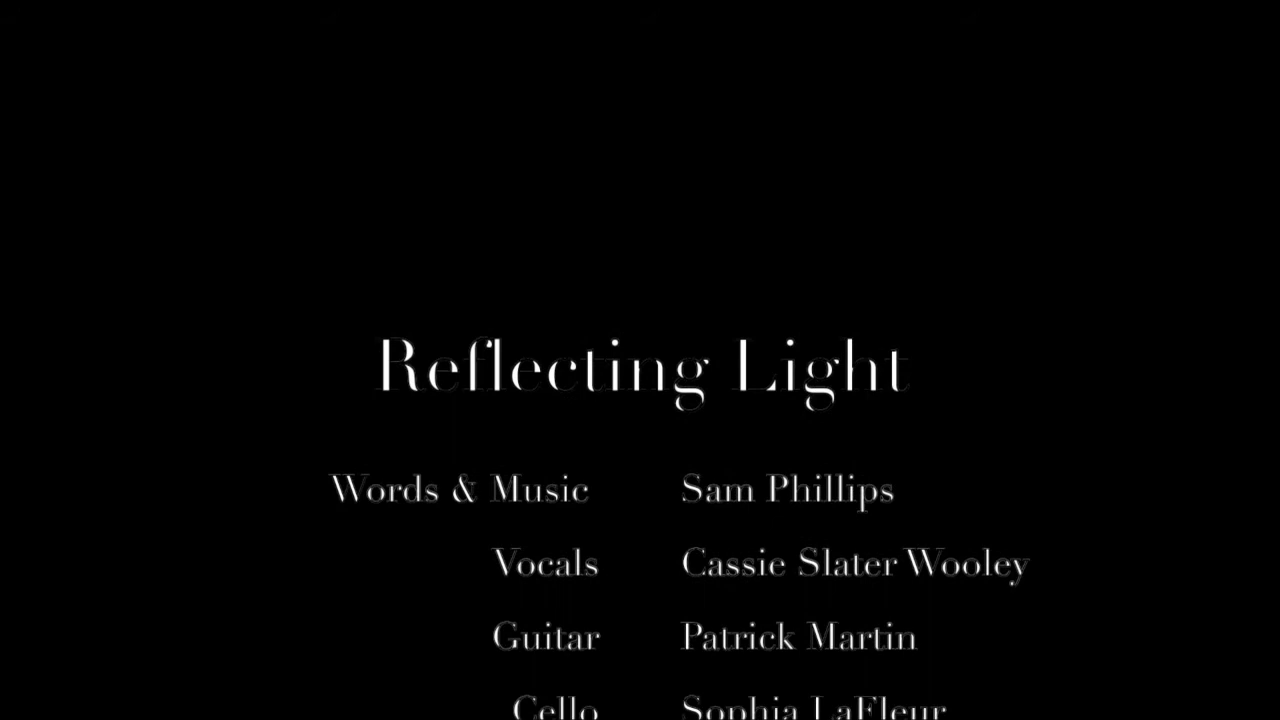 Reflecting Light
Words & Music Sam Phillips
Vocals Cassie Slater Wooley
Guitar Patrick Martin
Cello Sophia LaFleur